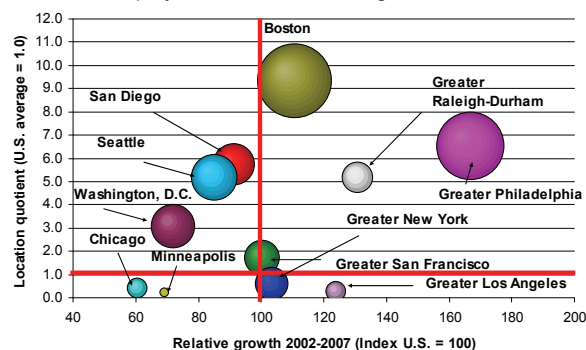 Boston
12.0
11.0
10.0
9.0
8.0
7.0
6.0
5.0
4.0
3.0
2.0
1.0
0.0
Location quotient (U.S. average = 1.0)
Greater
Raleigh-Durham
San Diego
Seattle
Washington, D.C.
Greater Philadelphia
Greater New York
Chicago
Minneapolis
Greater San Francisco
Greater Los Angeles
40 60 80 100 120 140 160 180 200
Relative growth 2002-2007 (Index U.S. = 100)